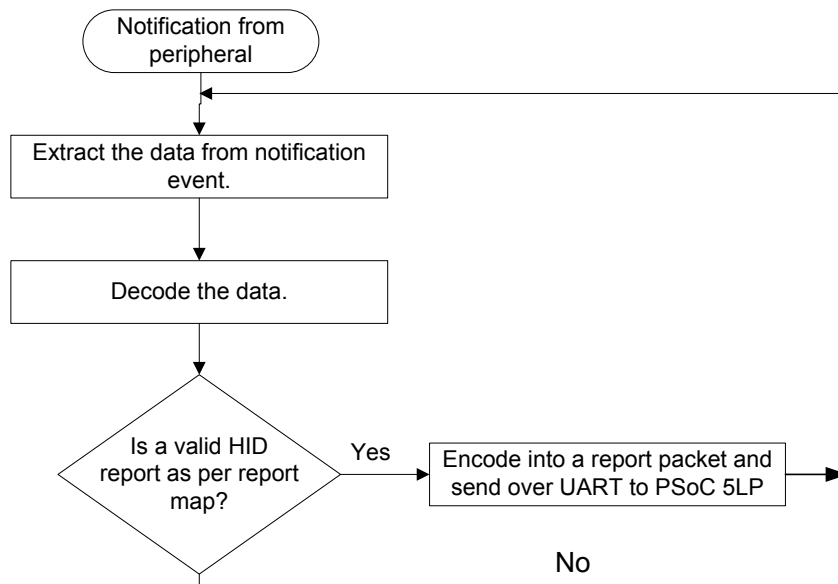 Notification from
peripheral
Extract the data from notification
event.
Decode the data.
Is a valid HID
report as per report
map?
Yes
Encode into a report packet and
send over UART to PSoC 5LP
No